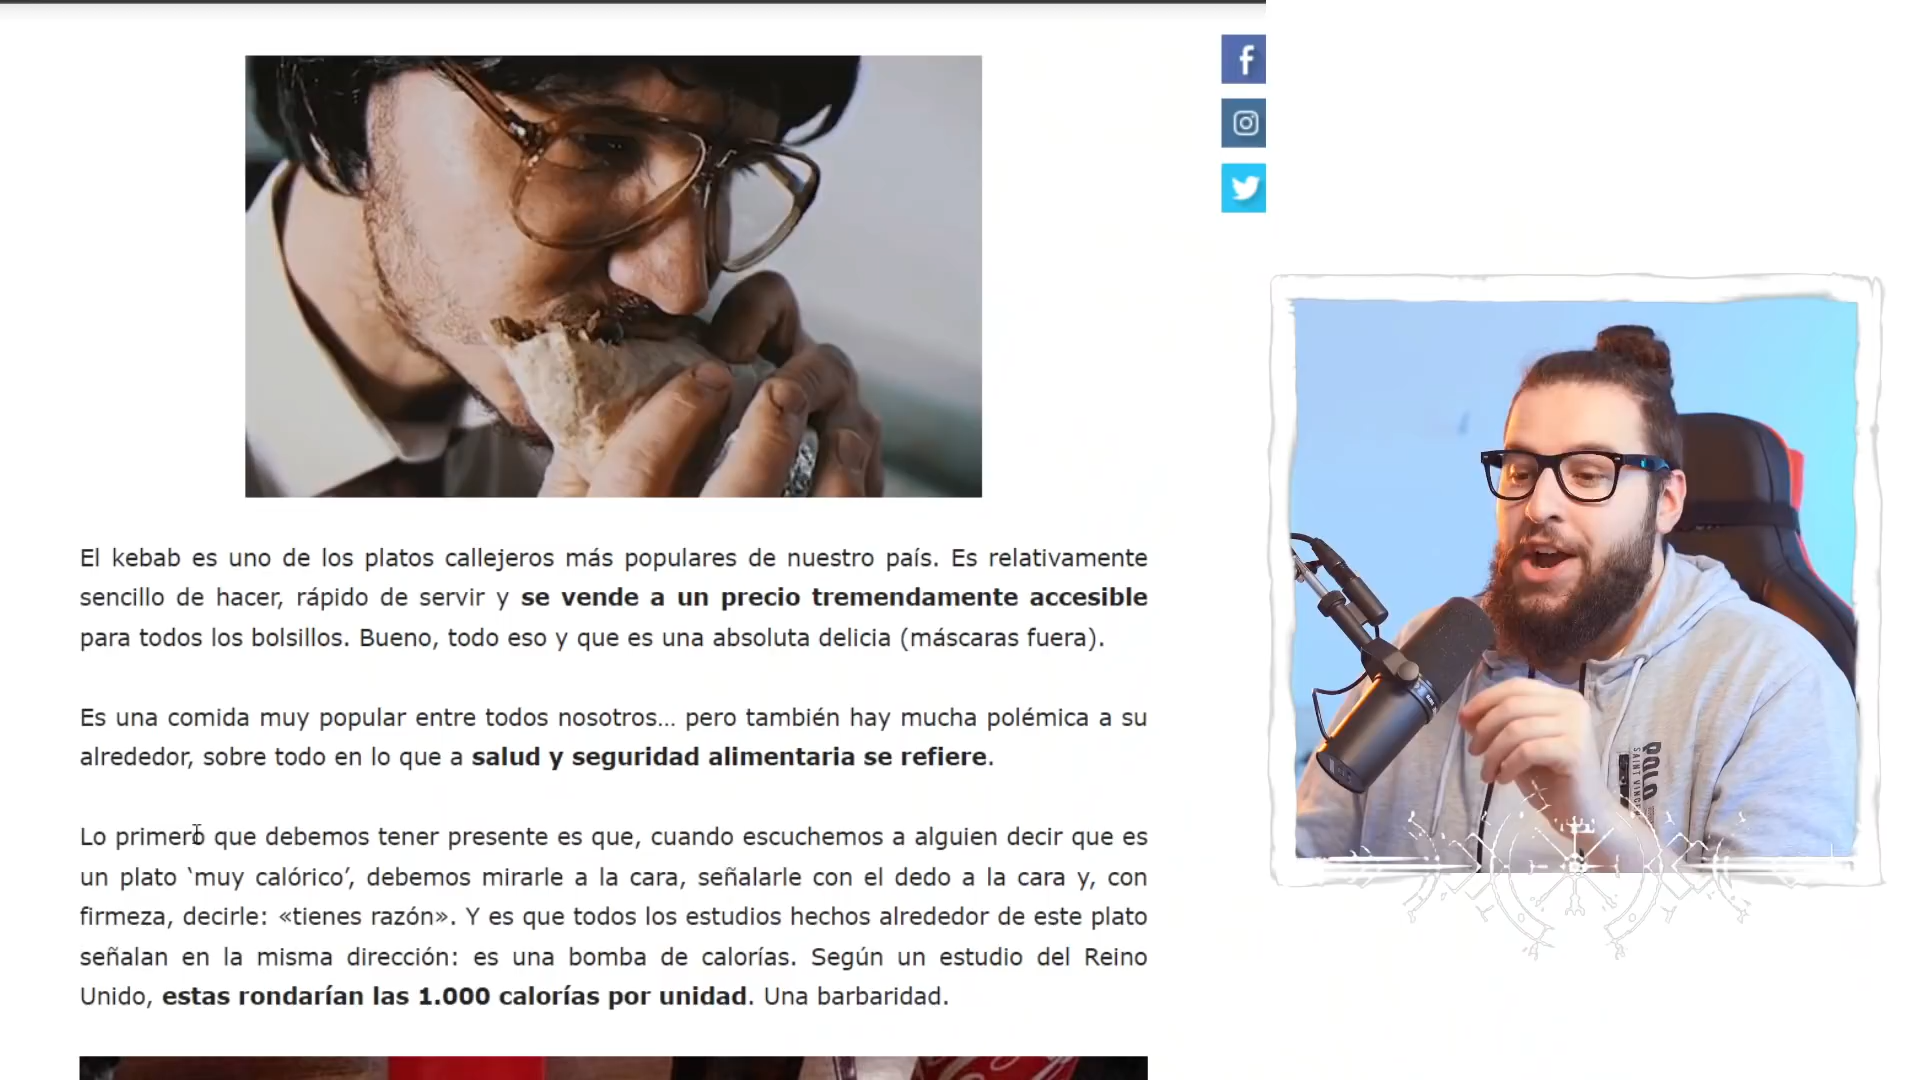 El kebab es uno de los platos callejeros más populares de nuestro país. Es relativamente
sencillo de hacer, rápido de servir y se vende a un precio tremendamente accesible
para todos los bolsillos. Bueno, todo eso y que es una absoluta delicia (máscaras fuera).
Es una comida muy popular entre todos nosotros... pero también hay mucha polémica a su
alrededor, sobre todo en lo que a salud y seguridad alimentaria se refiere.
Lo primero que debemos tener presente es que, cuando escuchemos a alguien decir que es
un plato ‘muy calórico’, debemos mirarle a la cara, señalarle con el dedo a la cara y, con
firmeza, decirle: «tienes razón». Y es que todos los estudios hechos alrededor de este plato
señalan en la misma dirección: es una bomba de calorías. Según un estudio del Reino
Unido, estas rondarían las 1.000 calorías por unidad. Una barbaridad.
POLO